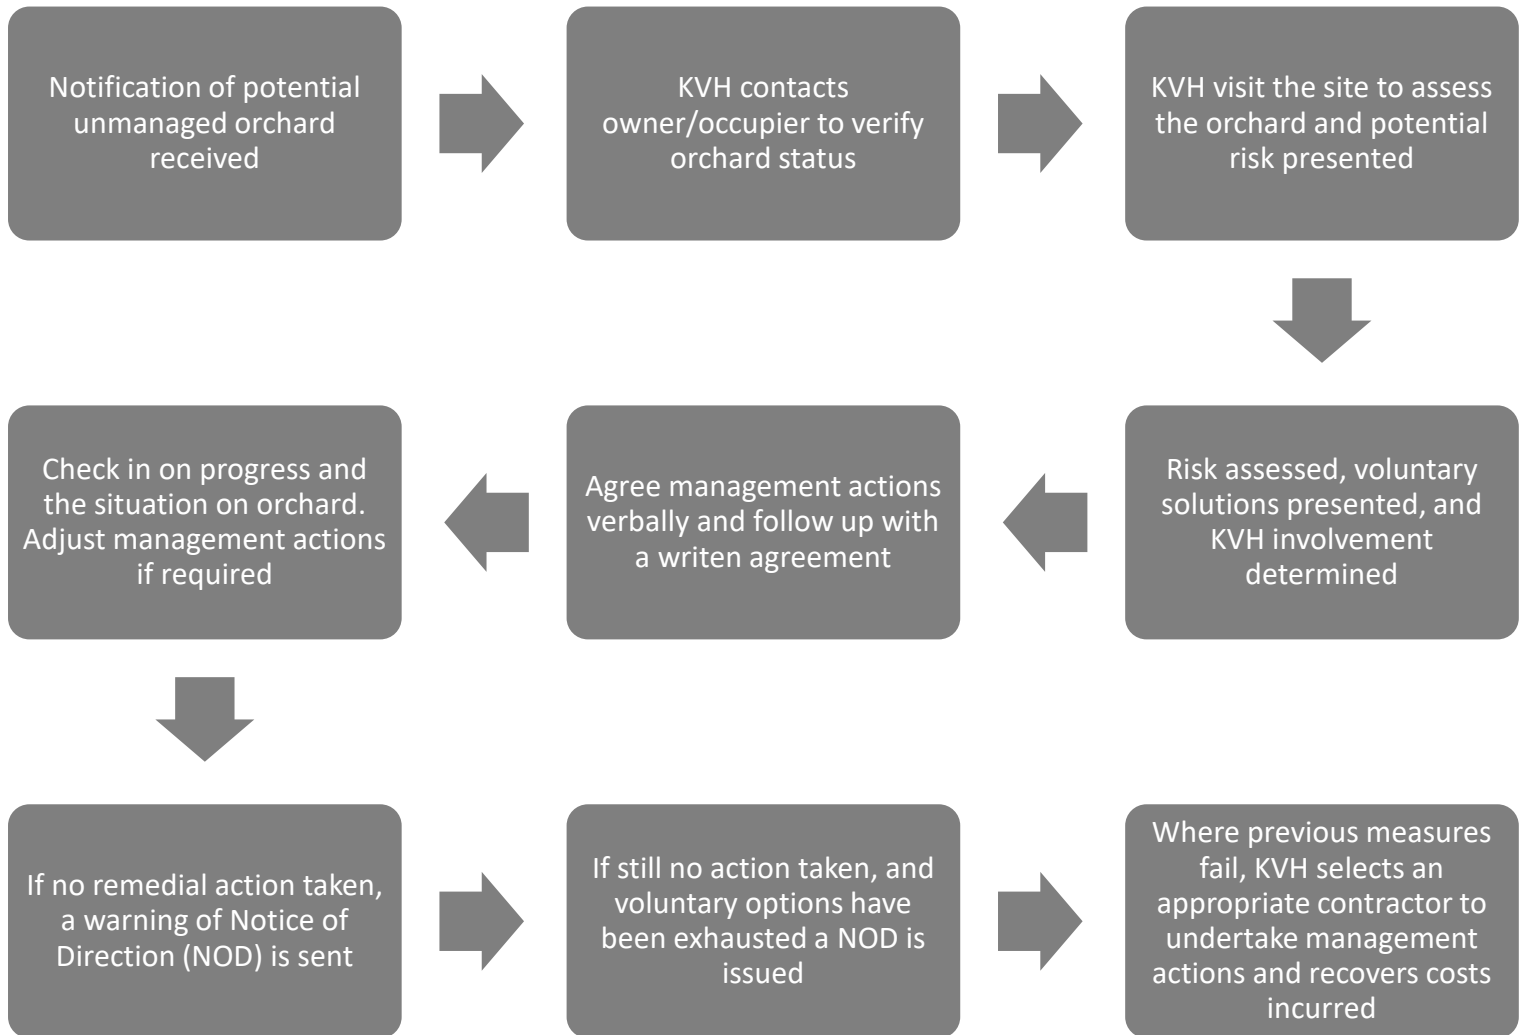 Notification of potential
unmanaged orchard
received
KVH contacts
owner/occupier to verify
orchard status
KVH visit the site to assess
the orchard and potential
risk presented
Risk assessed, voluntary
solutions presented, and
KVH involvement
determined
Agree management actions
verbally and follow up with
a writen agreement
Check in on progress and
the situation on orchard.
Adjust management actions
if required
If no remedial action taken,
a warning of Notice of
Direction (NOD) is sent
If still no action taken, and
voluntary options have
been exhausted a NOD is
issued
Where previous measures
fail, KVH selects an
appropriate contractor to
undertake management
actions and recovers costs
incurred